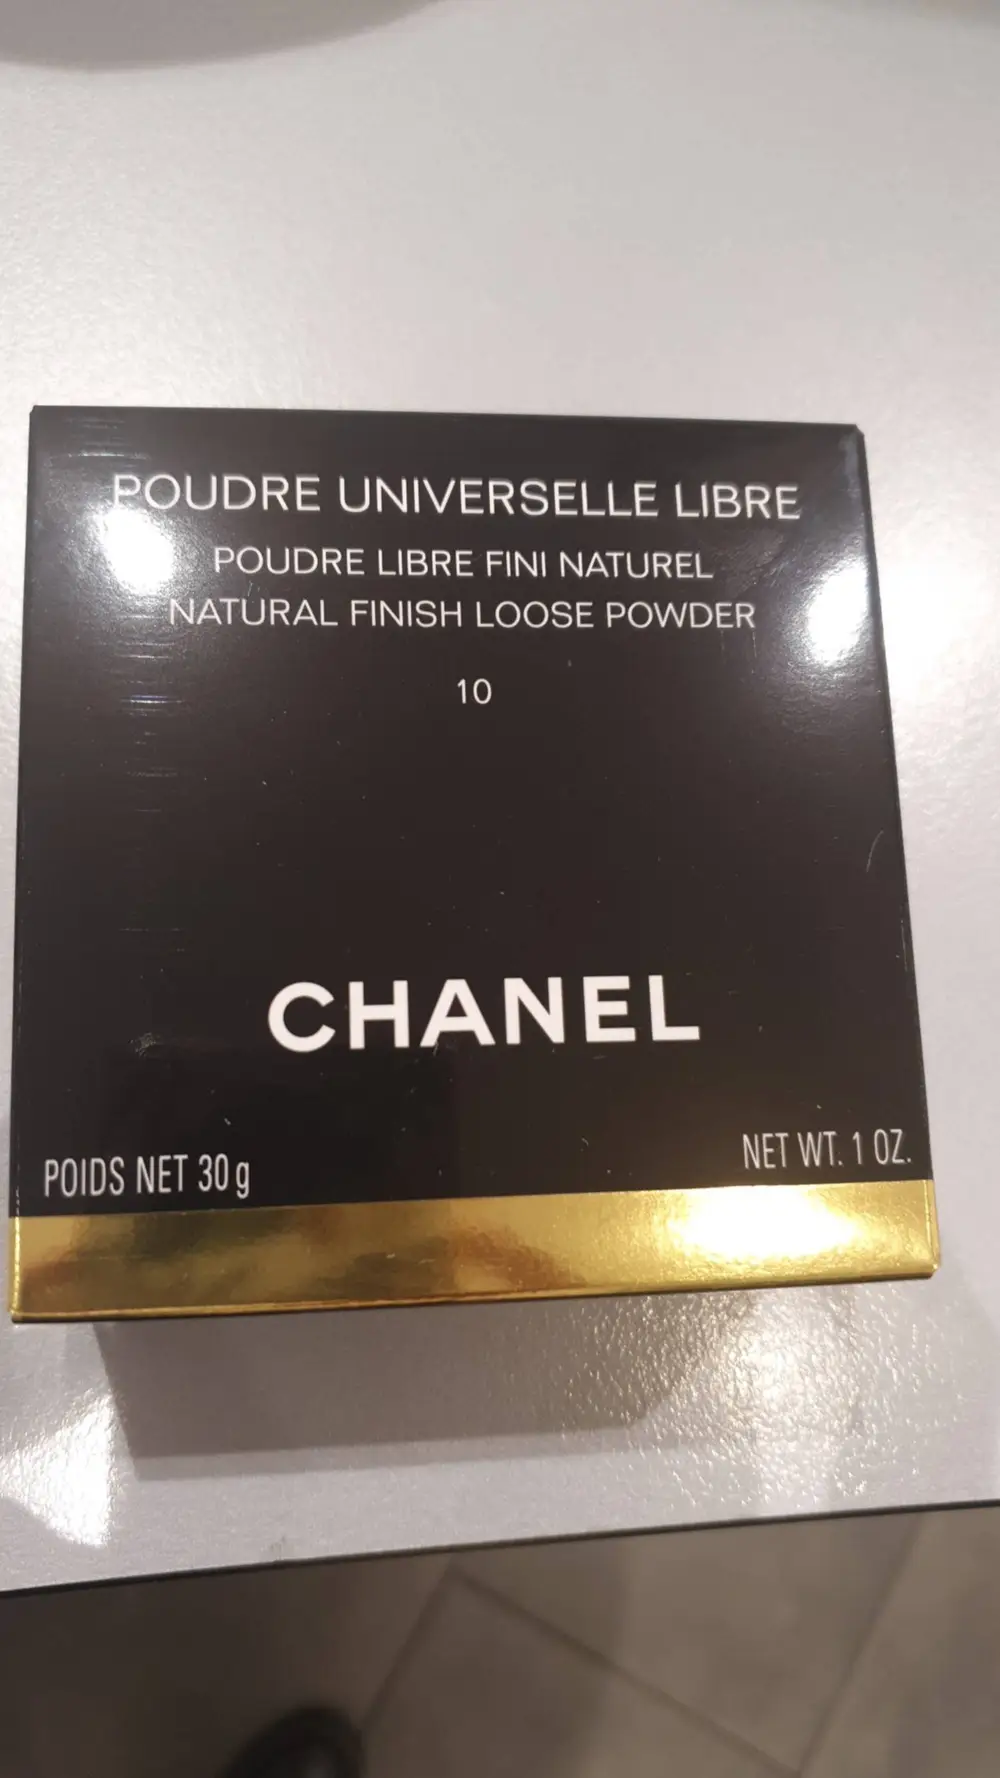 POUDRE UNIVERSELLE LIBRE
POUDRE LIBRE FINI NATUREL
NATURAL FINISH LOOSE POWDER
10
CHANEL
POIDS NET 30 g
NET WT. 1 OZ.